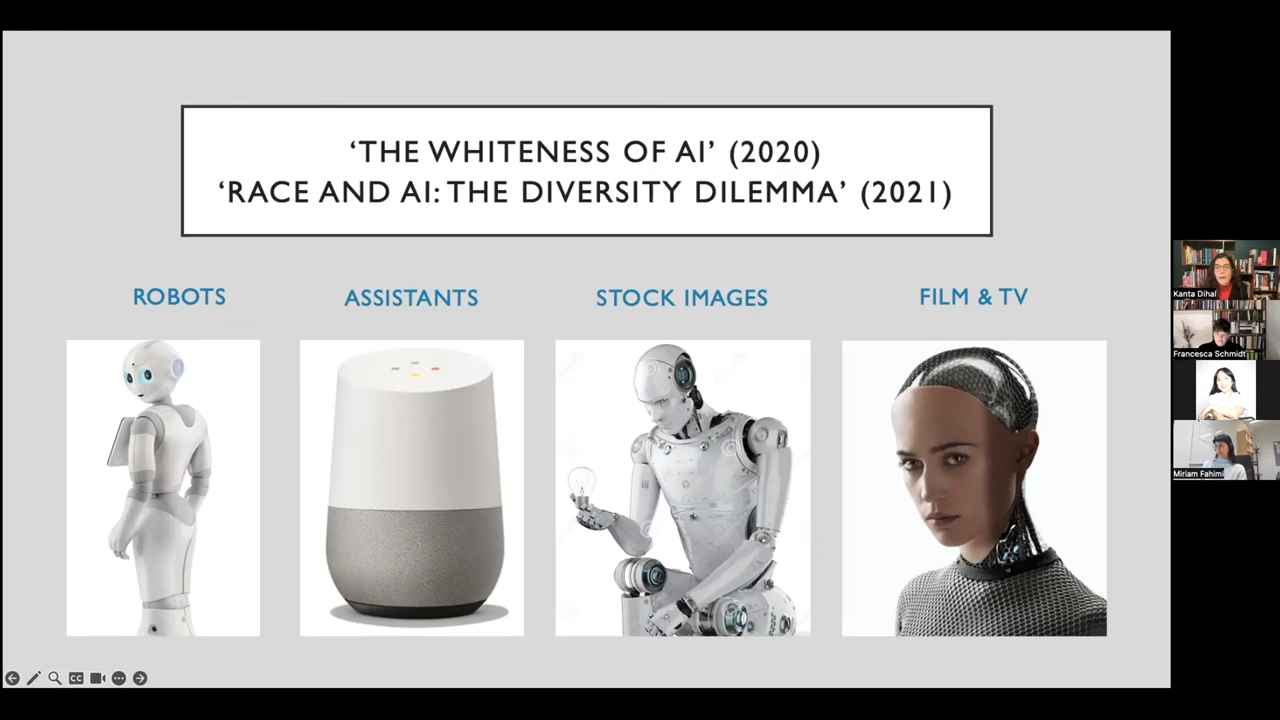 ‘THE WHITENESS OF AI’ (2020)
‘RACE AND AI: THE DIVERSITY DILEMMA’ (2021)
ROBOTS
ASSISTANTS
STOCK IMAGES
FILM & TV
Kanta Dihal
Francesca Schmidt
Miriam Fahimi
CC